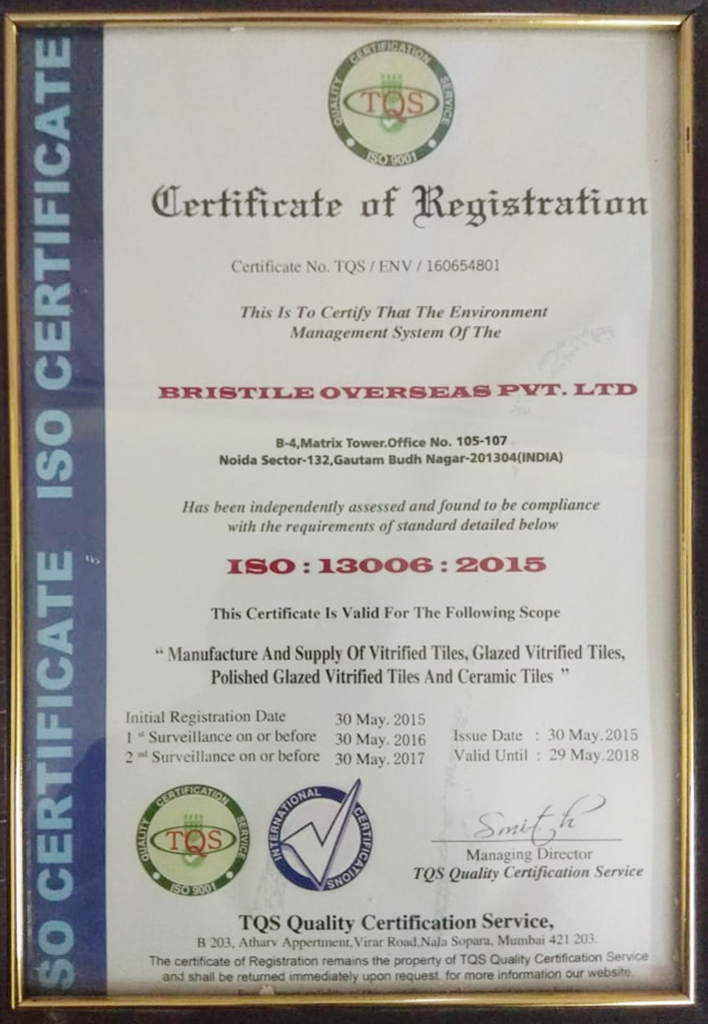 ISO CERTIFICATE ISO CERTIFICATE
QUALITY CERTIFICATION SERVICE
TQS
ISO 9001
Certificate of Registration
Certificate No. TQS / ENV / 160654801
This Is To Certify That The Environment
Management System Of The
BRISTILE OVERSEAS PVT. LTD
B-4,Matrix Tower.Office No. 105-107
Noida Sector-132,Gautam Budh Nagar-201304(INDIA)
Has been independently assessed and found to be compliance
with the requirements of standard detailed below
ISO : 13006 : 2015
This Certificate Is Valid For The Following Scope
“ Manufacture And Supply Of Vitrified Tiles, Glazed Vitrified Tiles,
Polished Glazed Vitrified Tiles And Ceramic Tiles ”
Initial Registration Date 30 May. 2015
1 st Surveillance on or before 30 May. 2016
2 nd Surveillance on or before 30 May. 2017
Issue Date : 30 May.2015
Valid Until : 29 May.2018
QUALITY CERTIFICATION SERVICE
TQS
ISO 9001
INTERNATIONAL CERTIFICATIONS
Smith
Managing Director
TQS Quality Certification Service
TQS Quality Certification Service,
B 203, Atharv Appertment,Virar Road,Nala Sopara, Mumbai 421 203.
The certificate of Registration remains the property of TQS Quality Certification Service
and shall be returned immediately upon request. for more information our website.